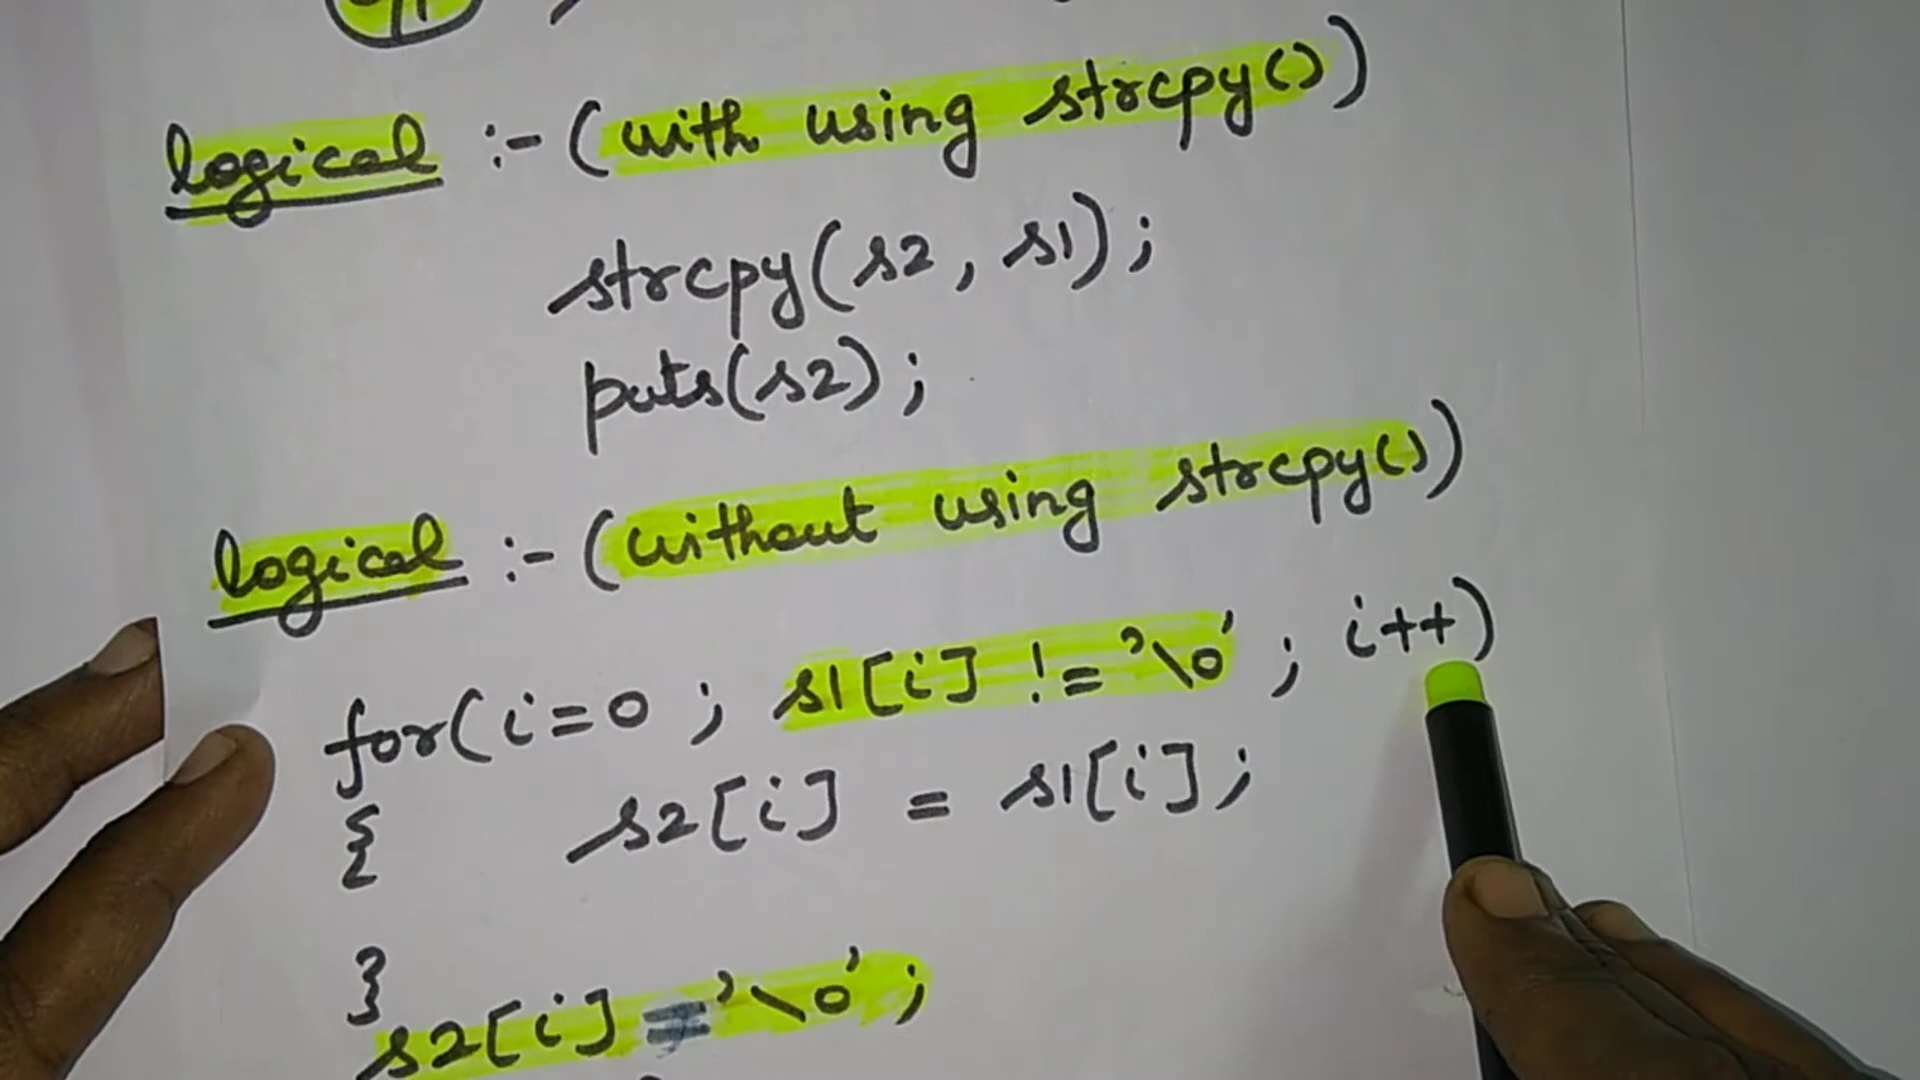 logical :- (with using strcpy())
strcpy(s2, s1);
puts(s2);
logical :- (without using strcpy())
for(i=0 ; s1[i] != '\0' ; i++)
{ s2[i] = s1[i];
}
s2[i] = '\0';